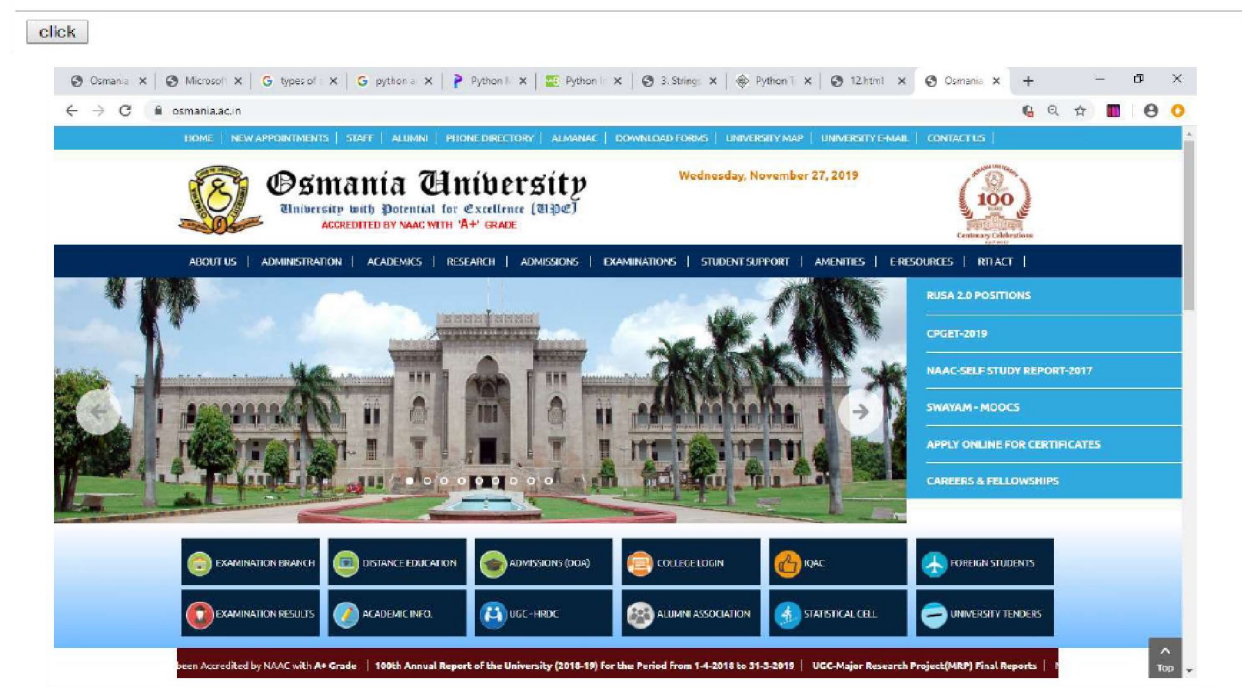 click
Osmania
Microsof
types of
python a
Python
Python
3. String
Python
12.html
Osmania
osmania.ac.in
HOME | NEW APPOINTMENTS | STAFF | ALUMNI | PHONE DIRECTORY | ALMANAC | DOWNLOAD FORMS | UNIVERSITY MAP | UNIVERSITY E-MAIL | CONTACT US |
Osmania University
University with Potential for Excellence (UPE)
ACCREDITED BY NAAC WITH 'A+' GRADE
Wednesday, November 27, 2019
100
Centenary Celebrations
ABOUT US | ADMINISTRATION | ACADEMICS | RESEARCH | ADMISSIONS | EXAMINATIONS | STUDENT SUPPORT | AMENITIES | E-RESOURCES | RTI ACT |
RUSA 2.0 POSITIONS
CPGET-2019
NAAC-SELF STUDY REPORT-2017
SWAYAM - MOOCS
APPLY ONLINE FOR CERTIFICATES
CAREERS & FELLOWSHIPS
EXAMINATION BRANCH
DISTANCE EDUCATION
ADMISSIONS (DOA)
COLLEGE LOGIN
IQAC
FOREIGN STUDENTS
EXAMINATION RESULTS
ACADEMIC INFO.
UGC - HRDC
ALUMNI ASSOCIATION
STATISTICAL CELL
UNIVERSITY TENDERS
been Accredited by NAAC with A+ Grade | 100th Annual Report of the University (2018-19) for the Period from 1-4-2018 to 31-3-2019 | UGC-Major Research Project(MRP) Final Reports |
Top